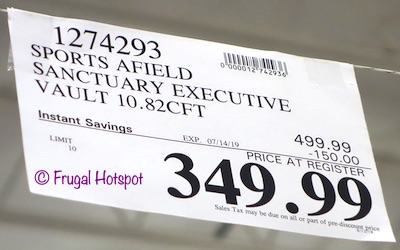 1274293
0000012742936
SPORTS AFIELD
SANCTUARY EXECUTIVE
VAULT 10.82CFT
Instant Savings EXP. 07/14/19 499.99
-150.00
LIMIT
10
PRICE AT REGISTER
349.99
© Frugal Hotspot
Sales Tax may be due on all or part of pre-discount price